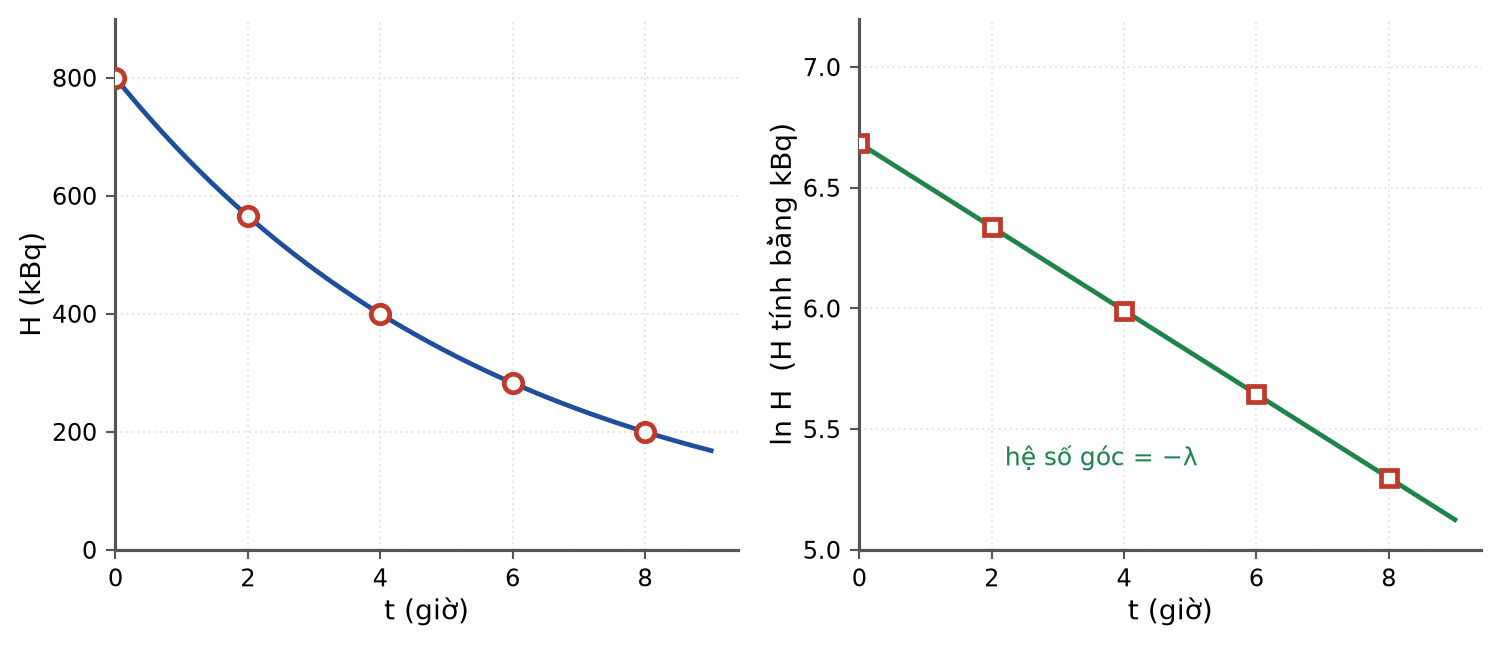 H (kBq)
800
600
400
200
0
0 2 4 6 8
t (giờ)
ln H (H tính bằng kBq)
7.0
6.5
6.0
5.5
5.0
hệ số góc = −λ
0 2 4 6 8
t (giờ)